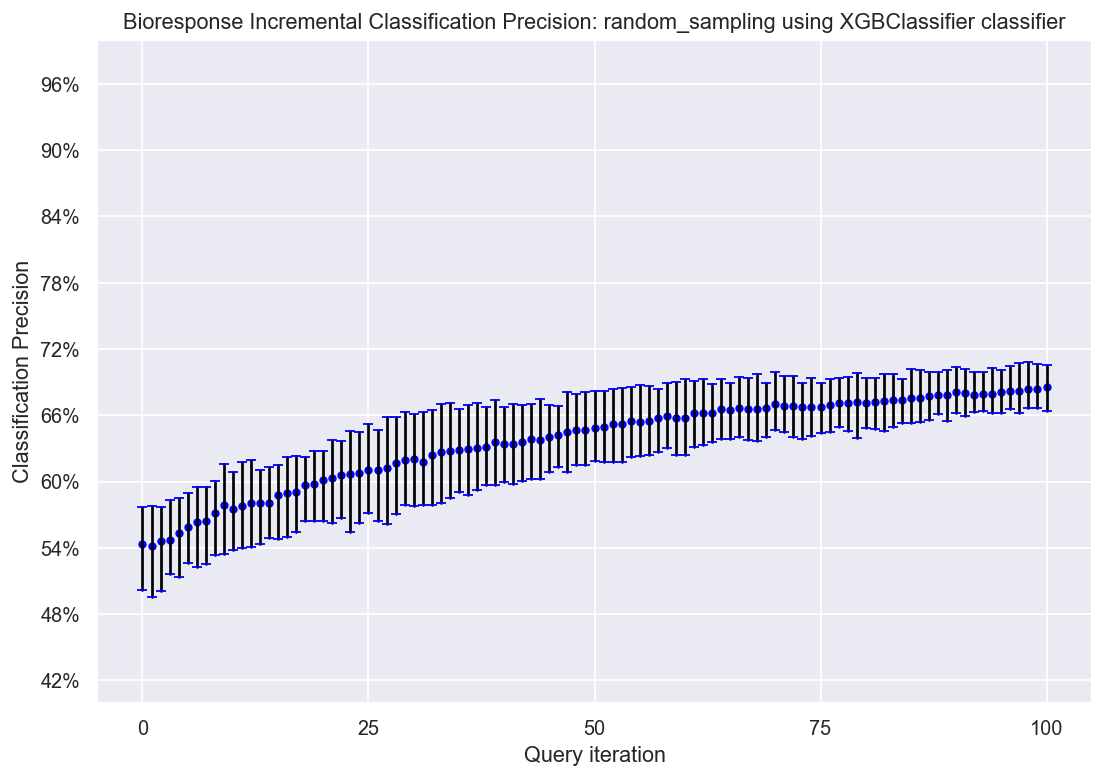 Bioresponse Incremental Classification Precision: random_sampling using XGBClassifier classifier
96%
90%
84%
78%
72%
66%
60%
54%
48%
42%
Classification Precision
0 25 50 75 100
Query iteration